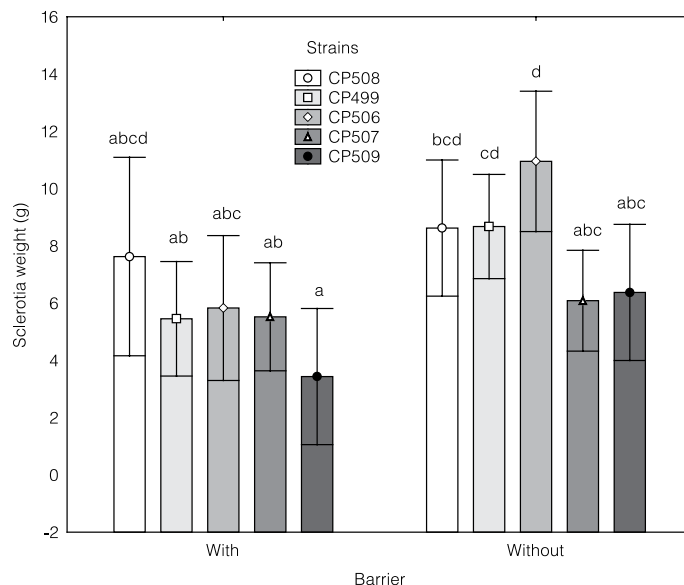 16
14
12
10
8
6
4
2
0
-2
Sclerotia weight (g)
Strains
CP508
CP499
CP506
CP507
CP509
abcd
ab
abc
ab
a
bcd
cd
d
abc
abc
With
Without
Barrier